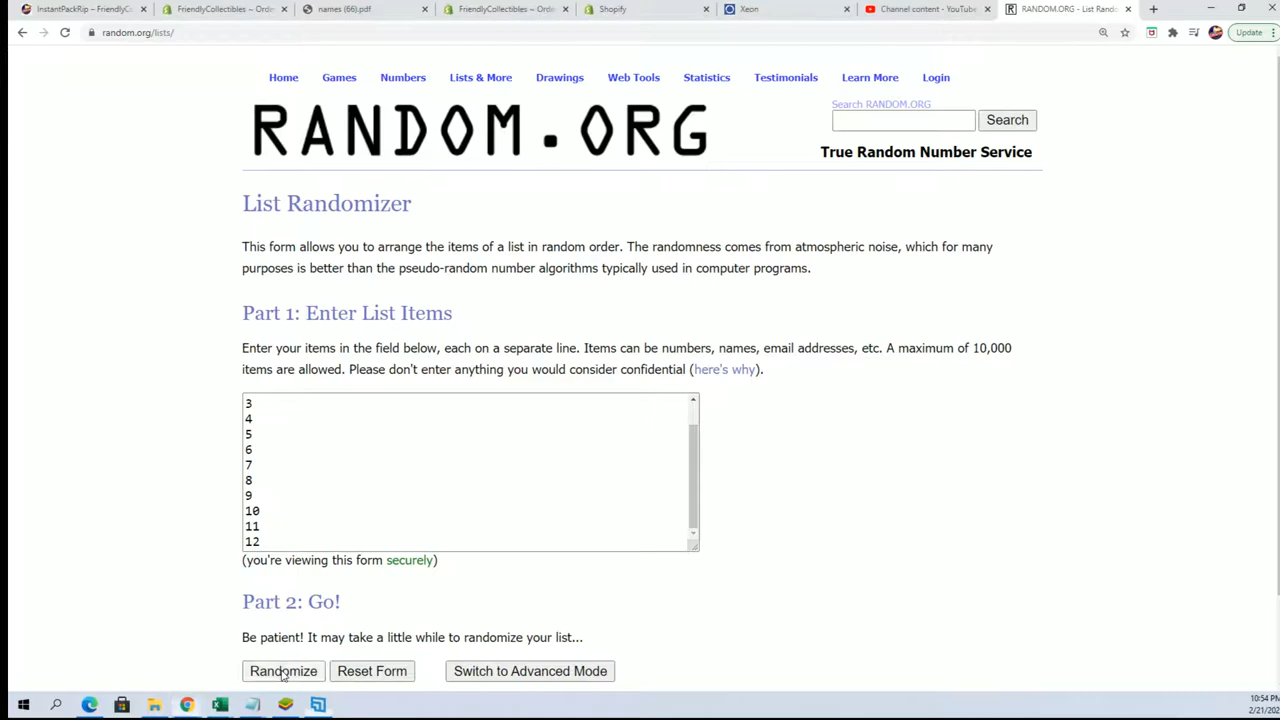 InstantPackRip – FriendlyC
FriendlyCollectibles ~ Orde
names (66).pdf
FriendlyCollectibles ~ Orde
Shopify
Xeon
Channel content - YouTube
RANDOM.ORG - List Rando
random.org/lists/
Update
Home Games Numbers Lists & More Drawings Web Tools Statistics Testimonials Learn More Login
RANDOM.ORG
Search RANDOM.ORG
Search
True Random Number Service
List Randomizer
This form allows you to arrange the items of a list in random order. The randomness comes from atmospheric noise, which for many
purposes is better than the pseudo-random number algorithms typically used in computer programs.
Part 1: Enter List Items
Enter your items in the field below, each on a separate line. Items can be numbers, names, email addresses, etc. A maximum of 10,000
items are allowed. Please don't enter anything you would consider confidential (here's why).
3
4
5
6
7
8
9
10
11
12
(you're viewing this form securely)
Part 2: Go!
Be patient! It may take a little while to randomize your list...
Randomize Reset Form Switch to Advanced Mode
10:54 PM
2/21/202